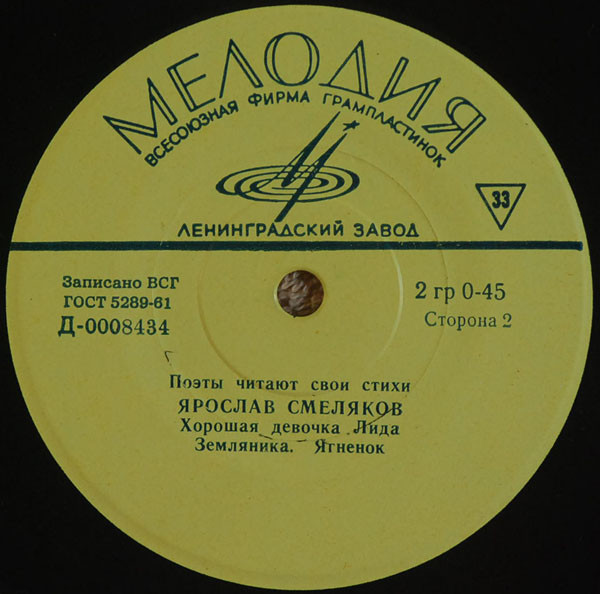 МЕЛОДИЯ
ВСЕСОЮЗНАЯ ФИРМА ГРАМПЛАСТИНОК
33
ЛЕНИНГРАДСКИЙ ЗАВОД
Записано ВСГ
ГОСТ 5289-61
Д-0008434
2 гр 0-45
Сторона 2
Поэты читают свои стихи
ЯРОСЛАВ СМЕЛЯКОВ
Хорошая девочка Лида
Земляника. Ягненок